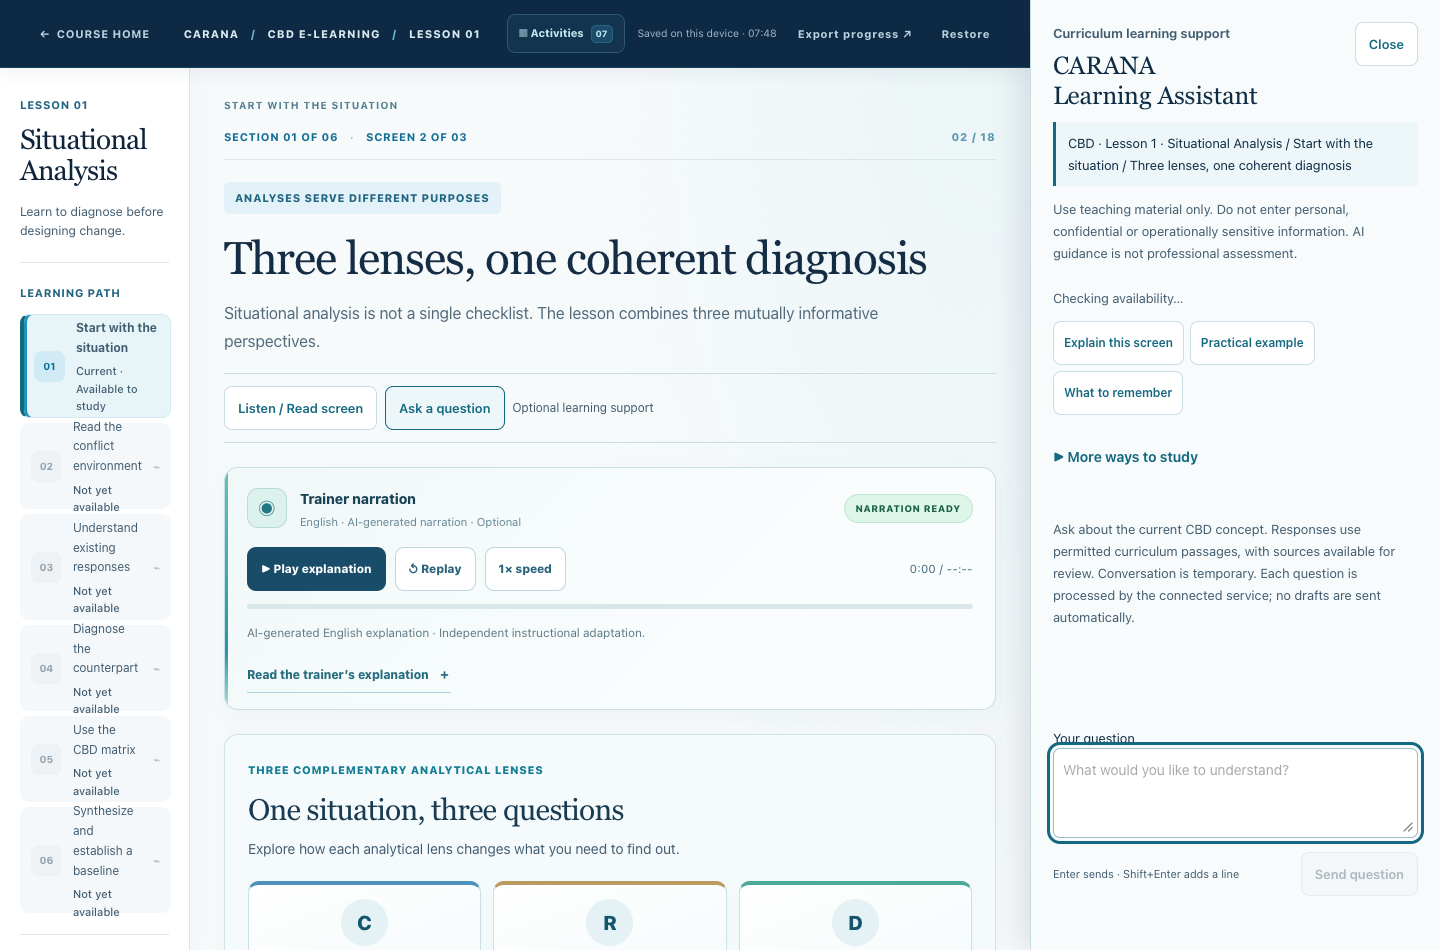 ← COURSE HOME
CARANA / CBD E-LEARNING / LESSON 01
Activities 07
Saved on this device · 07:48
Export progress ↗
Restore
LESSON 01
Situational
Analysis
Learn to diagnose before
designing change.
LEARNING PATH
01
Start with the
situation
Current ·
Available to
study
02
Read the
conflict
environment
Not yet
available
03
Understand
existing
responses
Not yet
available
04
Diagnose
the
counterpart
Not yet
available
05
Use the
CBD matrix
Not yet
available
06
Synthesize
and
establish a
baseline
Not yet
available
START WITH THE SITUATION
SECTION 01 OF 06 · SCREEN 2 OF 03
02 / 18
ANALYSES SERVE DIFFERENT PURPOSES
Three lenses, one coherent diagnosis
Situational analysis is not a single checklist. The lesson combines three mutually informative
perspectives.
Listen / Read screen
Ask a question
Optional learning support
Trainer narration
English · AI-generated narration · Optional
NARRATION READY
▶ Play explanation
↺ Replay
1× speed
0:00 / --:--
AI-generated English explanation · Independent instructional adaptation.
Read the trainer’s explanation +
THREE COMPLEMENTARY ANALYTICAL LENSES
One situation, three questions
Explore how each analytical lens changes what you need to find out.
C
R
D
Curriculum learning support
Close
CARANA
Learning Assistant
CBD · Lesson 1 · Situational Analysis / Start with the
situation / Three lenses, one coherent diagnosis
Use teaching material only. Do not enter personal,
confidential or operationally sensitive information. AI
guidance is not professional assessment.
Checking availability…
Explain this screen
Practical example
What to remember
▶ More ways to study
Ask about the current CBD concept. Responses use
permitted curriculum passages, with sources available for
review. Conversation is temporary. Each question is
processed by the connected service; no drafts are sent
automatically.
Your question
What would you like to understand?
Enter sends · Shift+Enter adds a line
Send question